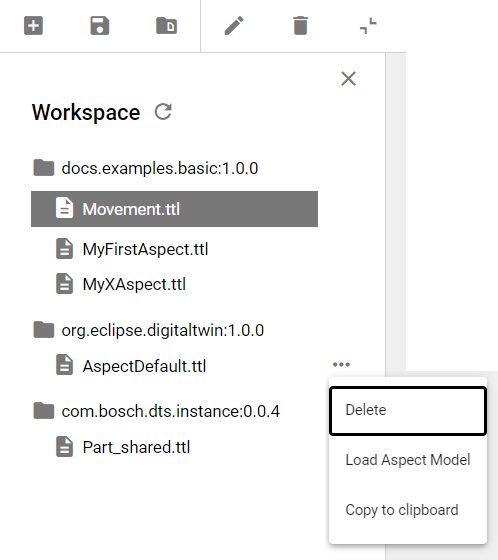 Workspace
docs.examples.basic:1.0.0
Movement.ttl
MyFirstAspect.ttl
MyXAspect.ttl
org.eclipse.digitaltwin:1.0.0
AspectDefault.ttl
com.bosch.dts.instance:0.0.4
Part_shared.ttl
Delete
Load Aspect Model
Copy to clipboard